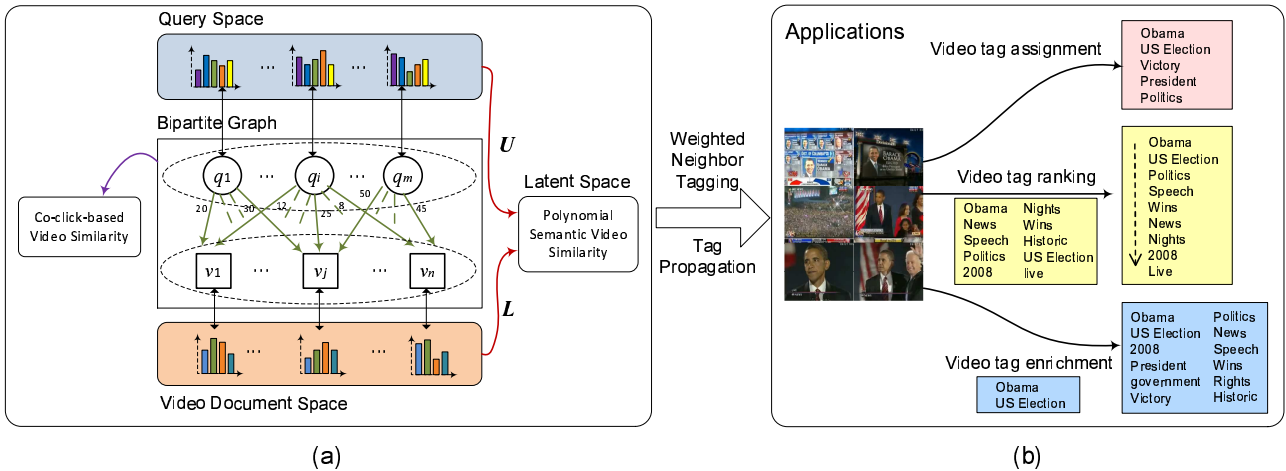 Query Space
...
...
Bipartite Graph
q1
...
qi
...
qm
20
30
12
50
25
8
7
45
v1
...
vj
...
vn
...
...
Video Document Space
Co-click-based
Video Similarity
U
L
Latent Space
Polynomial
Semantic Video
Similarity
(a)
Weighted
Neighbor
Tagging
Tag
Propagation
Applications
BARACK
OBAMA
Video tag assignment
Obama
US Election
Victory
President
Politics
Video tag ranking
Obama Nights
News Wins
Speech Historic
Politics US Election
2008 live
Obama
US Election
Politics
Speech
Wins
News
Nights
2008
Live
Video tag enrichment
Obama
US Election
Obama Politics
US Election News
2008 Speech
President Wins
government Rights
Victory Historic
(b)